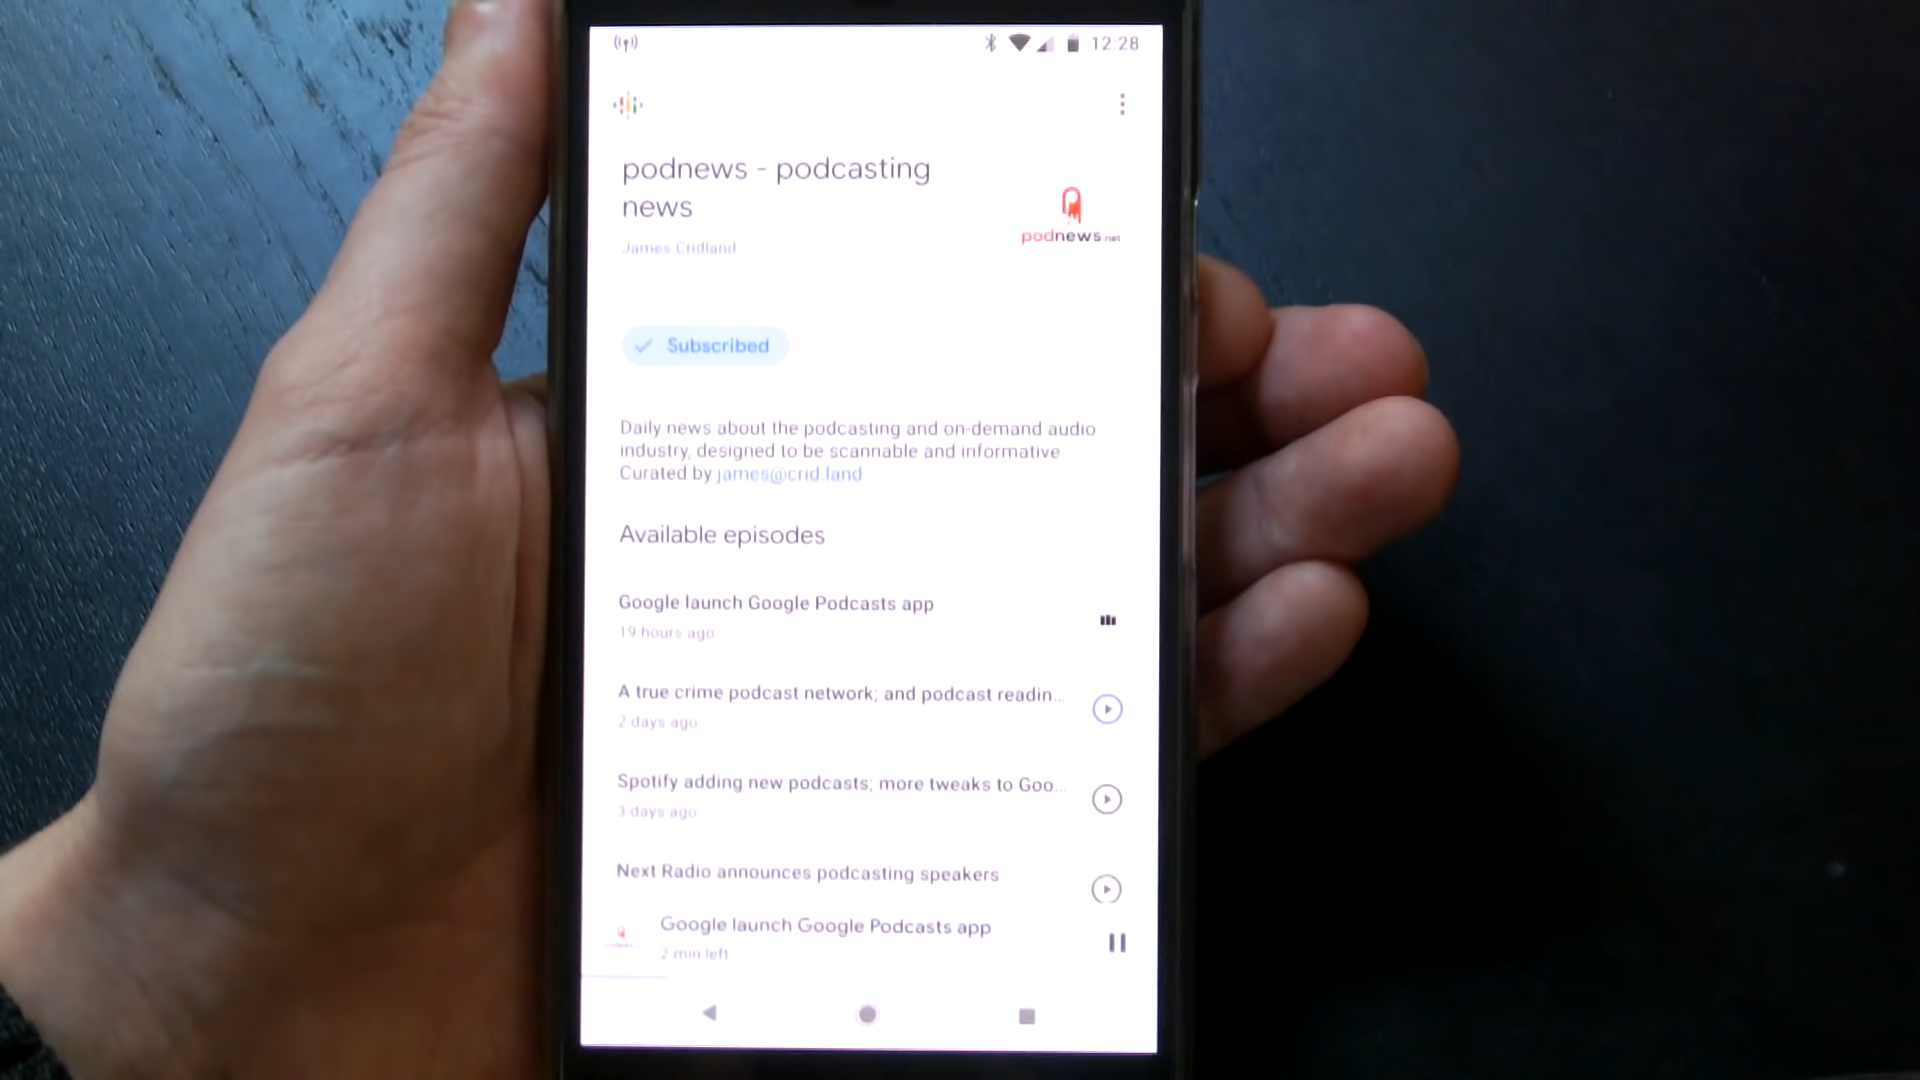 12:28
podnews - podcasting
news
James Cridland
podnews.net
Subscribed
Daily news about the podcasting and on-demand audio
industry, designed to be scannable and informative
Curated by james@crid.land
Available episodes
Google launch Google Podcasts app
19 hours ago
A true crime podcast network; and podcast readin...
2 days ago
Spotify adding new podcasts; more tweaks to Goo...
3 days ago
Next Radio announces podcasting speakers
Google launch Google Podcasts app
2 min left